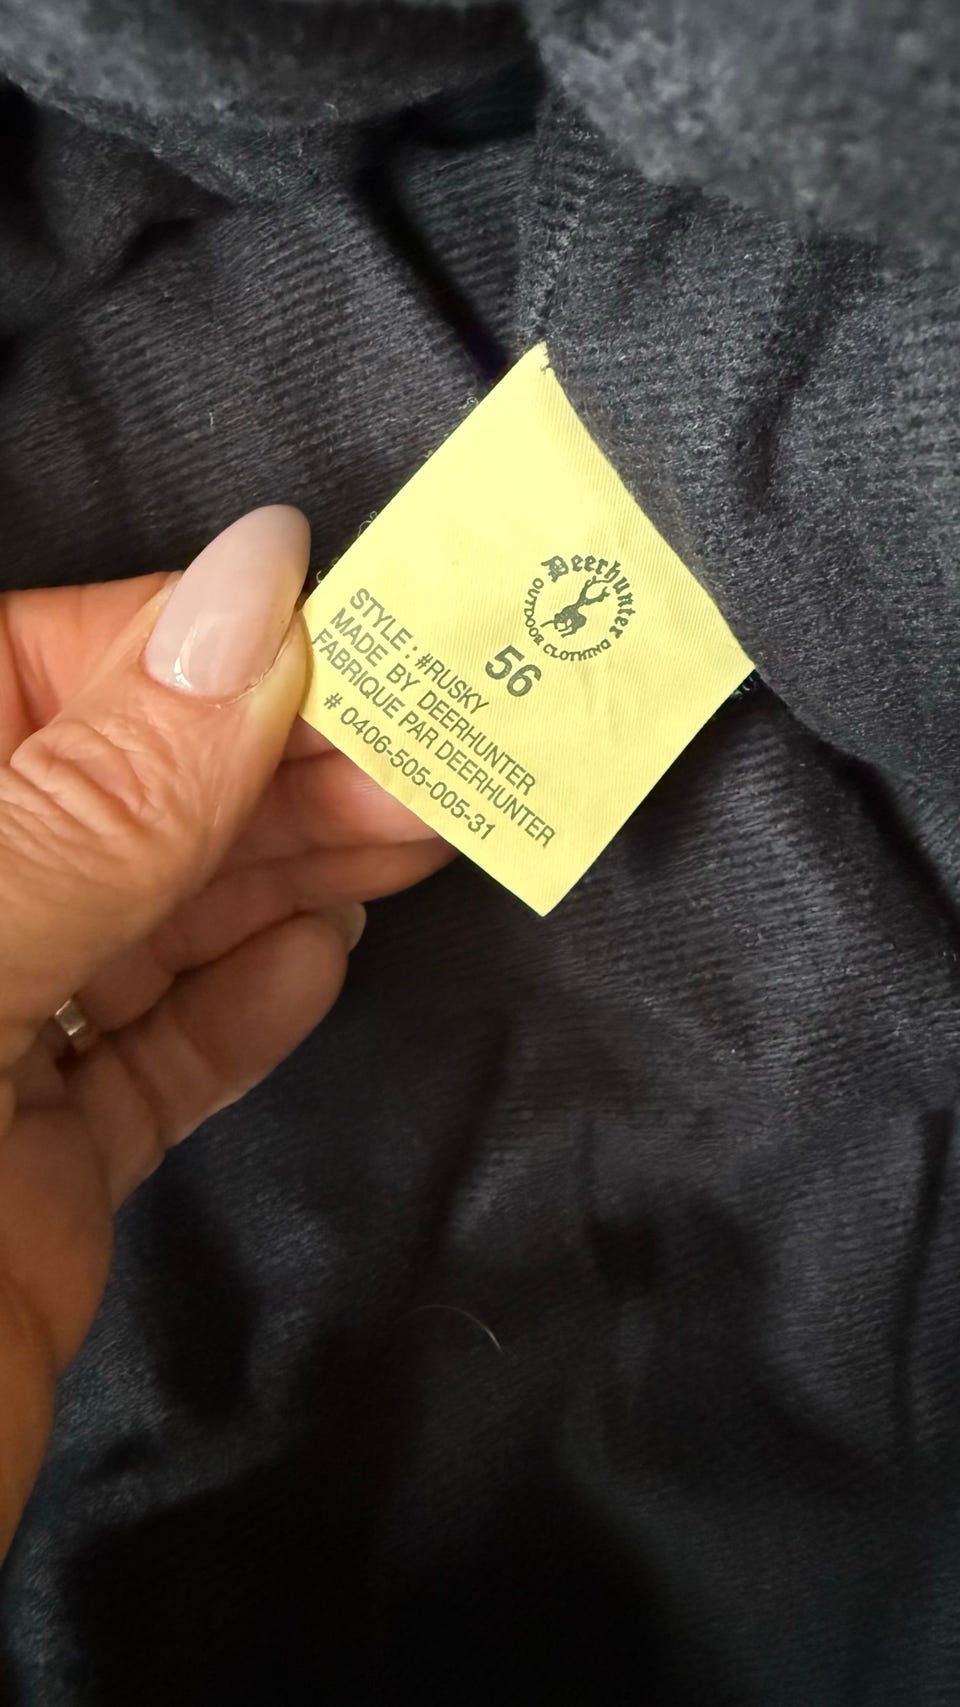 Deerhunter
OUTDOOR CLOTHING
56
STYLE : #RUSKY
MADE BY DEERHUNTER
FABRIQUE PAR DEERHUNTER
# 0406-505-005-31